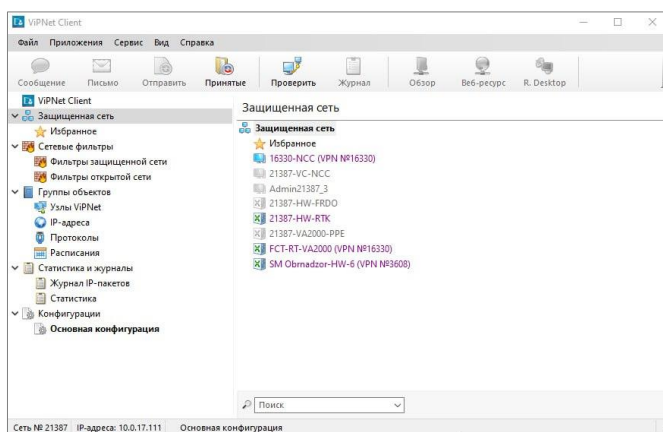 ViPNet Client
Файл Приложения Сервис Вид Справка
Сообщение Письмо Отправить Принятые Проверить Журнал Обзор Веб-ресурс R. Desktop
ViPNet Client
Защищенная сеть
Избранное
Сетевые фильтры
Фильтры защищенной сети
Фильтры открытой сети
Группы объектов
Узлы ViPNet
IP-адреса
Протоколы
Расписания
Статистика и журналы
Журнал IP-пакетов
Статистика
Конфигурации
Основная конфигурация
Защищенная сеть
Защищенная сеть
Избранное
16330-NCC (VPN №16330)
21387-VC-NCC
Admin21387_3
21387-HW-FRDO
21387-HW-RTK
21387-VA2000-PPE
FCT-RT-VA2000 (VPN №16330)
SM Obrnadzor-HW-6 (VPN №3608)
Поиск
Сеть № 21387 IP-адреса: 10.0.17.111 Основная конфигурация